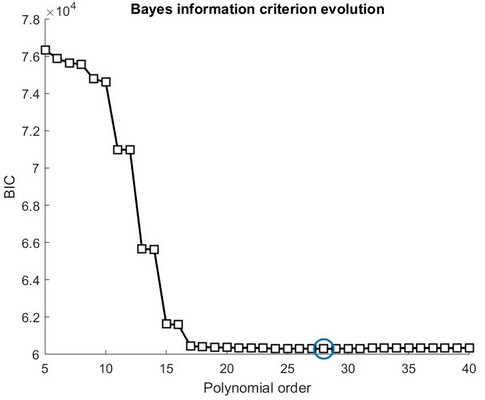 Bayes information criterion evolution
×10⁴
7.8
7.6
7.4
7.2
7
6.8
6.6
6.4
6.2
6
BIC
5 10 15 20 25 30 35 40
Polynomial order